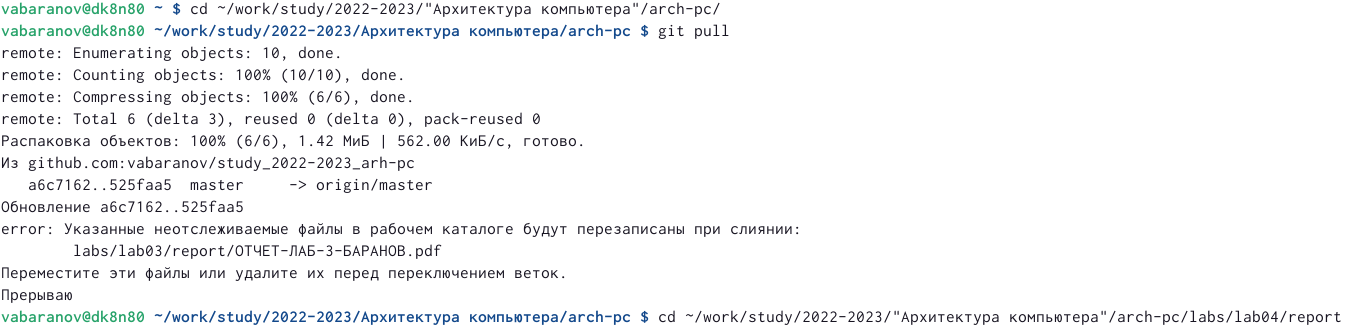 vabaranov@dk8n80 ~ $ cd ~/work/study/2022-2023/"Архитектура компьютера"/arch-pc/
vabaranov@dk8n80 ~/work/study/2022-2023/Архитектура компьютера/arch-pc $ git pull
remote: Enumerating objects: 10, done.
remote: Counting objects: 100% (10/10), done.
remote: Compressing objects: 100% (6/6), done.
remote: Total 6 (delta 3), reused 0 (delta 0), pack-reused 0
Распаковка объектов: 100% (6/6), 1.42 МиБ | 562.00 КиБ/с, готово.
Из github.com:vabaranov/study_2022-2023_arh-pc
   a6c7162..525faa5  master     -> origin/master
Обновление a6c7162..525faa5
error: Указанные неотслеживаемые файлы в рабочем каталоге будут перезаписаны при слиянии:
        labs/lab03/report/ОТЧЕТ-ЛАБ-3-БАРАНОВ.pdf
Переместите эти файлы или удалите их перед переключением веток.
Прерываю
vabaranov@dk8n80 ~/work/study/2022-2023/Архитектура компьютера/arch-pc $ cd ~/work/study/2022-2023/"Архитектура компьютера"/arch-pc/labs/lab04/report